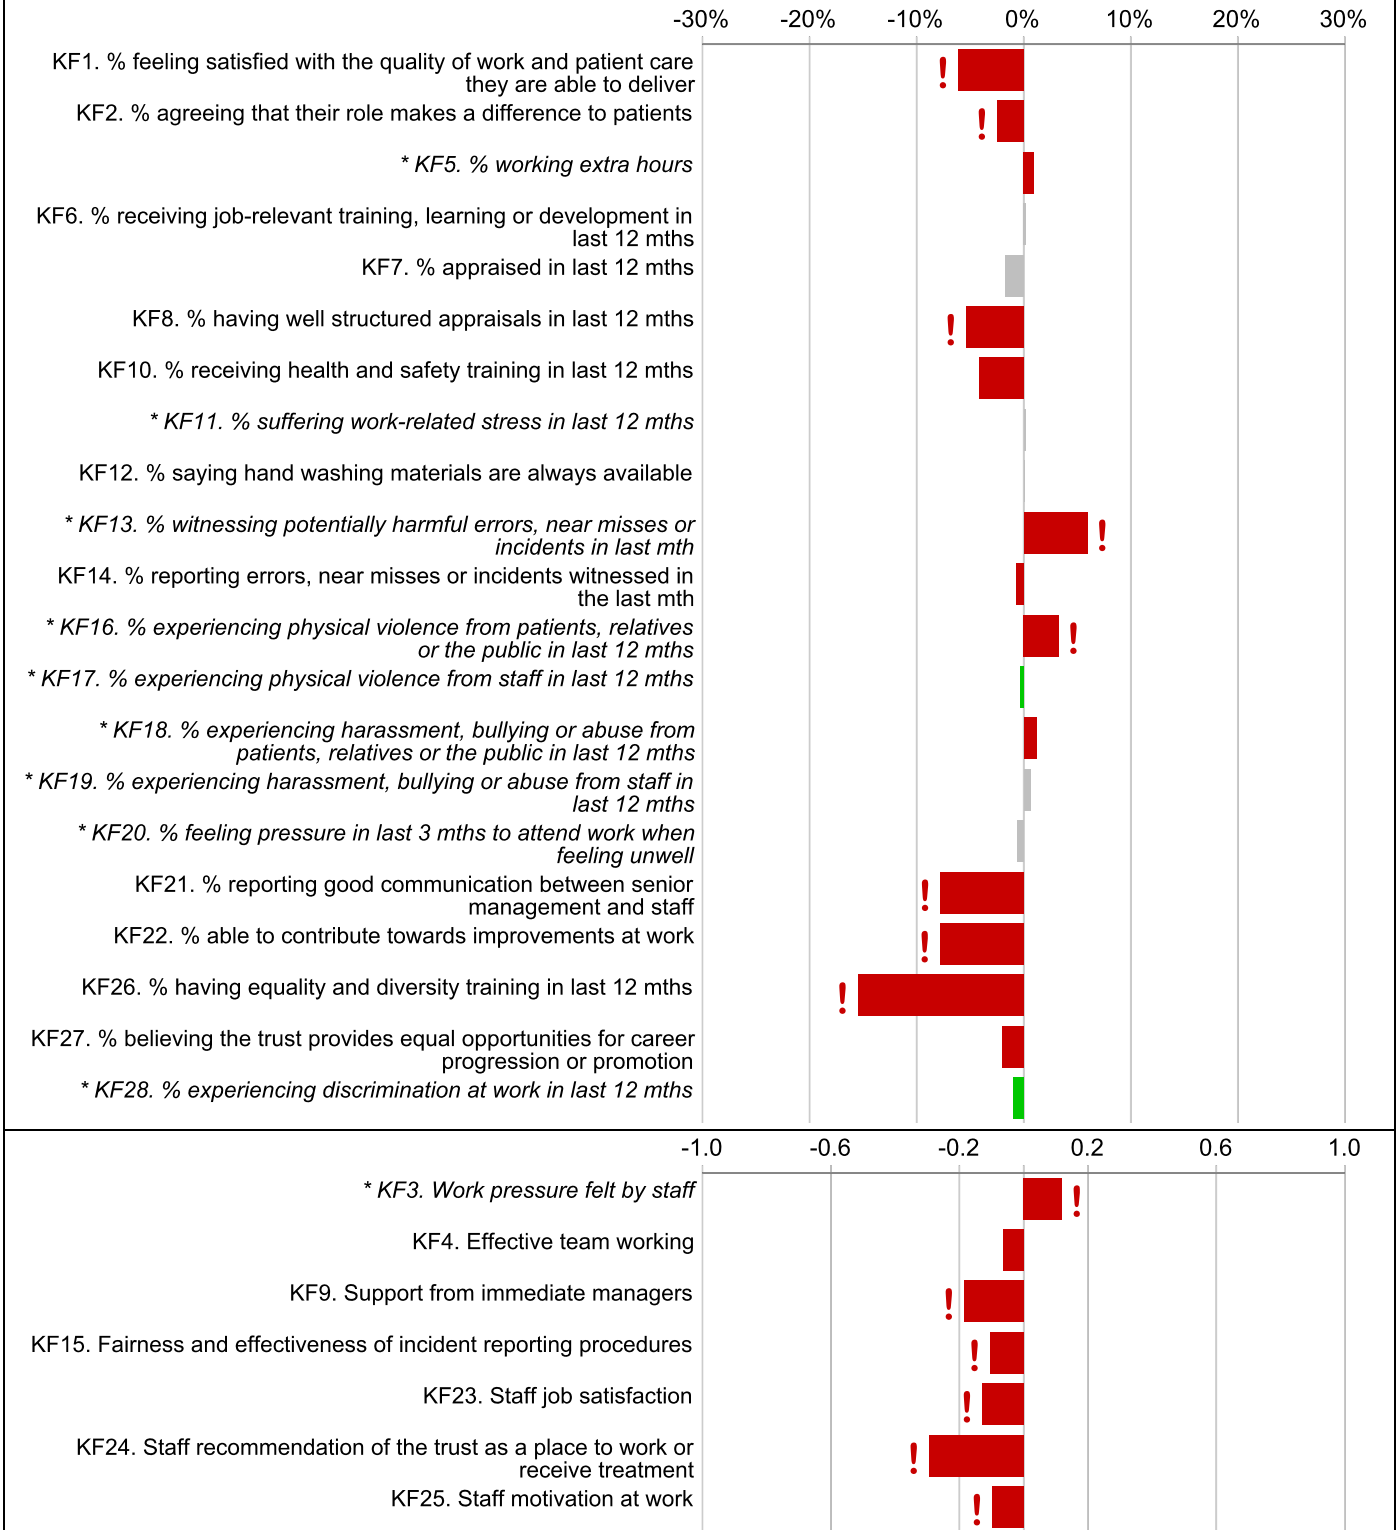 -30% -20% -10% 0% 10% 20% 30%
KF1. % feeling satisfied with the quality of work and patient care
they are able to deliver
!
KF2. % agreeing that their role makes a difference to patients
!
* KF5. % working extra hours
KF6. % receiving job-relevant training, learning or development in
last 12 mths
KF7. % appraised in last 12 mths
KF8. % having well structured appraisals in last 12 mths
!
KF10. % receiving health and safety training in last 12 mths
* KF11. % suffering work-related stress in last 12 mths
KF12. % saying hand washing materials are always available
* KF13. % witnessing potentially harmful errors, near misses or
incidents in last mth
!
KF14. % reporting errors, near misses or incidents witnessed in
the last mth
* KF16. % experiencing physical violence from patients, relatives
or the public in last 12 mths
!
* KF17. % experiencing physical violence from staff in last 12 mths
* KF18. % experiencing harassment, bullying or abuse from
patients, relatives or the public in last 12 mths
* KF19. % experiencing harassment, bullying or abuse from staff in
last 12 mths
* KF20. % feeling pressure in last 3 mths to attend work when
feeling unwell
KF21. % reporting good communication between senior
management and staff
!
KF22. % able to contribute towards improvements at work
!
KF26. % having equality and diversity training in last 12 mths
!
KF27. % believing the trust provides equal opportunities for career
progression or promotion
* KF28. % experiencing discrimination at work in last 12 mths
-1.0 -0.6 -0.2 0.2 0.6 1.0
* KF3. Work pressure felt by staff
!
KF4. Effective team working
KF9. Support from immediate managers
!
KF15. Fairness and effectiveness of incident reporting procedures
!
KF23. Staff job satisfaction
!
KF24. Staff recommendation of the trust as a place to work or
receive treatment
!
KF25. Staff motivation at work
!